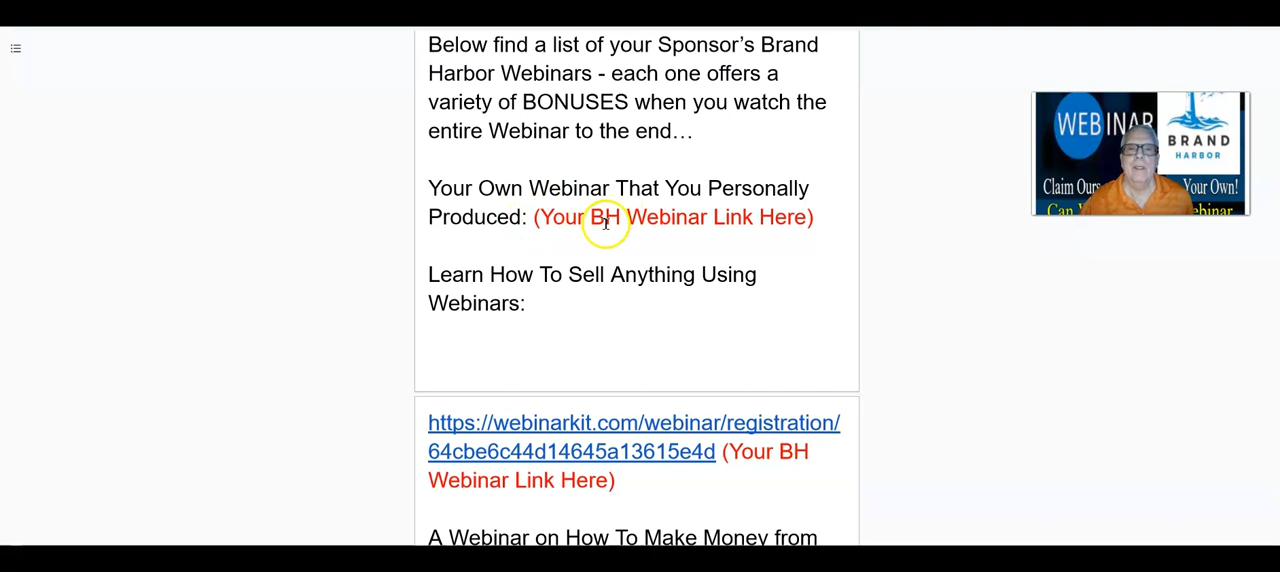 Below find a list of your Sponsor’s Brand
Harbor Webinars - each one offers a
variety of BONUSES when you watch the
entire Webinar to the end…
Your Own Webinar That You Personally
Produced: (Your BH Webinar Link Here)
Learn How To Sell Anything Using
Webinars:
https://webinarkit.com/webinar/registration/
64cbe6c44d14645a13615e4d (Your BH
Webinar Link Here)
A Webinar on How To Make Money from
WEBINAR
BRAND
HARBOR
Claim Ours
Your Own!
Can